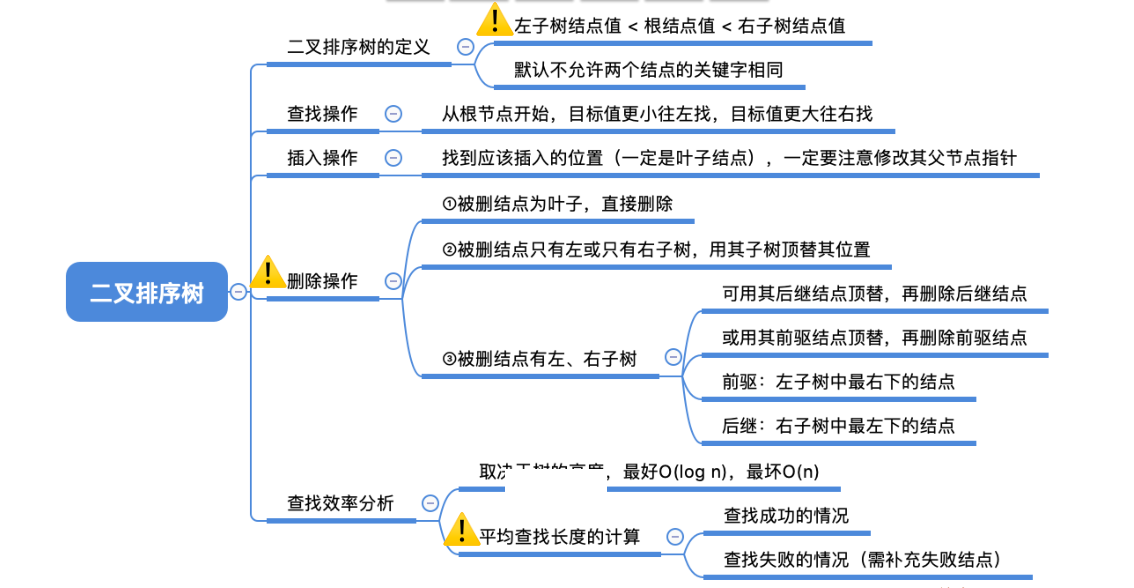 左子树结点值 < 根结点值 < 右子树结点值
二叉排序树的定义
默认不允许两个结点的关键字相同
查找操作
从根节点开始，目标值更小往左找，目标值更大往右找
插入操作
找到应该插入的位置（一定是叶子结点），一定要注意修改其父节点指针
①被删结点为叶子，直接删除
②被删结点只有左或只有右子树，用其子树顶替其位置
二叉排序树
删除操作
可用其后继结点顶替，再删除后继结点
或用其前驱结点顶替，再删除前驱结点
③被删结点有左、右子树
前驱：左子树中最右下的结点
后继：右子树中最左下的结点
取，最好O(log n)，最坏O(n)
查找效率分析
查找成功的情况
平均查找长度的计算
查找失败的情况（需补充失败结点）